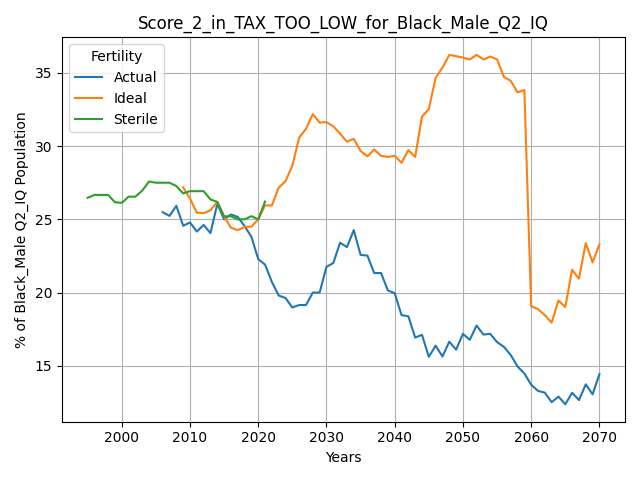 Score_2_in_TAX_TOO_LOW_for_Black_Male_Q2_IQ
Fertility
Actual
Ideal
Sterile
% of Black_Male Q2_IQ Population
35
30
25
20
15
2000 2010 2020 2030 2040 2050 2060 2070
Years